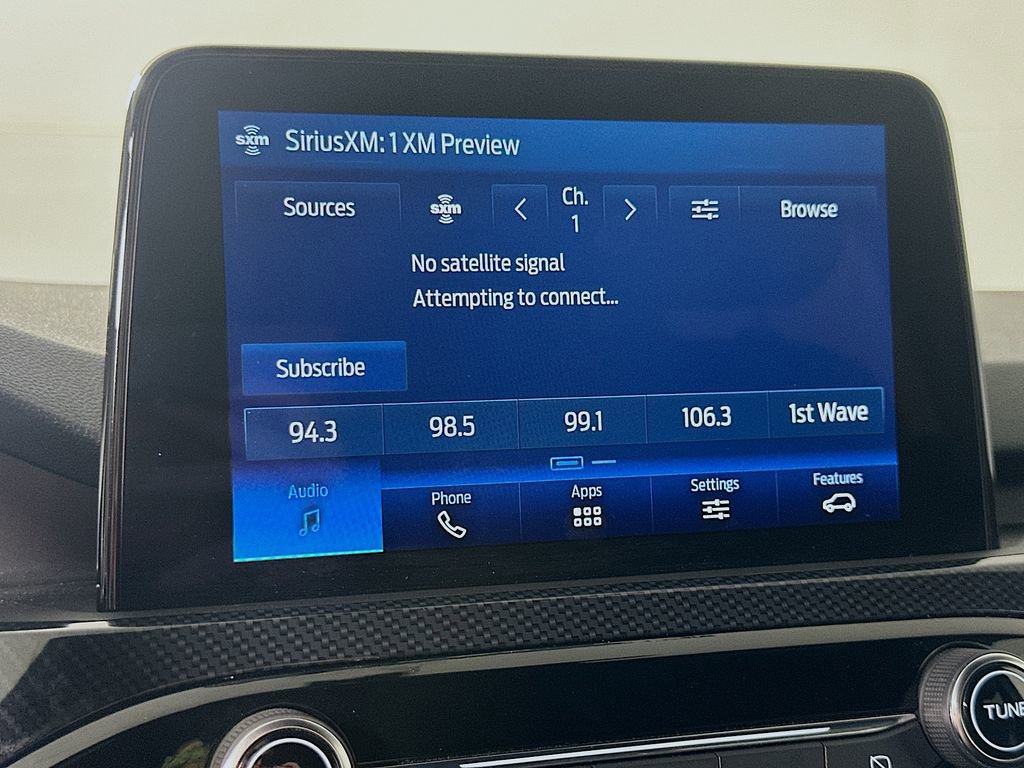 sxm SiriusXM: 1 XM Preview
Sources sxm Ch. Browse
1
No satellite signal
Attempting to connect...
Subscribe
94.3 98.5 99.1 106.3 1st Wave
Audio Phone Apps Settings Features
TUNE